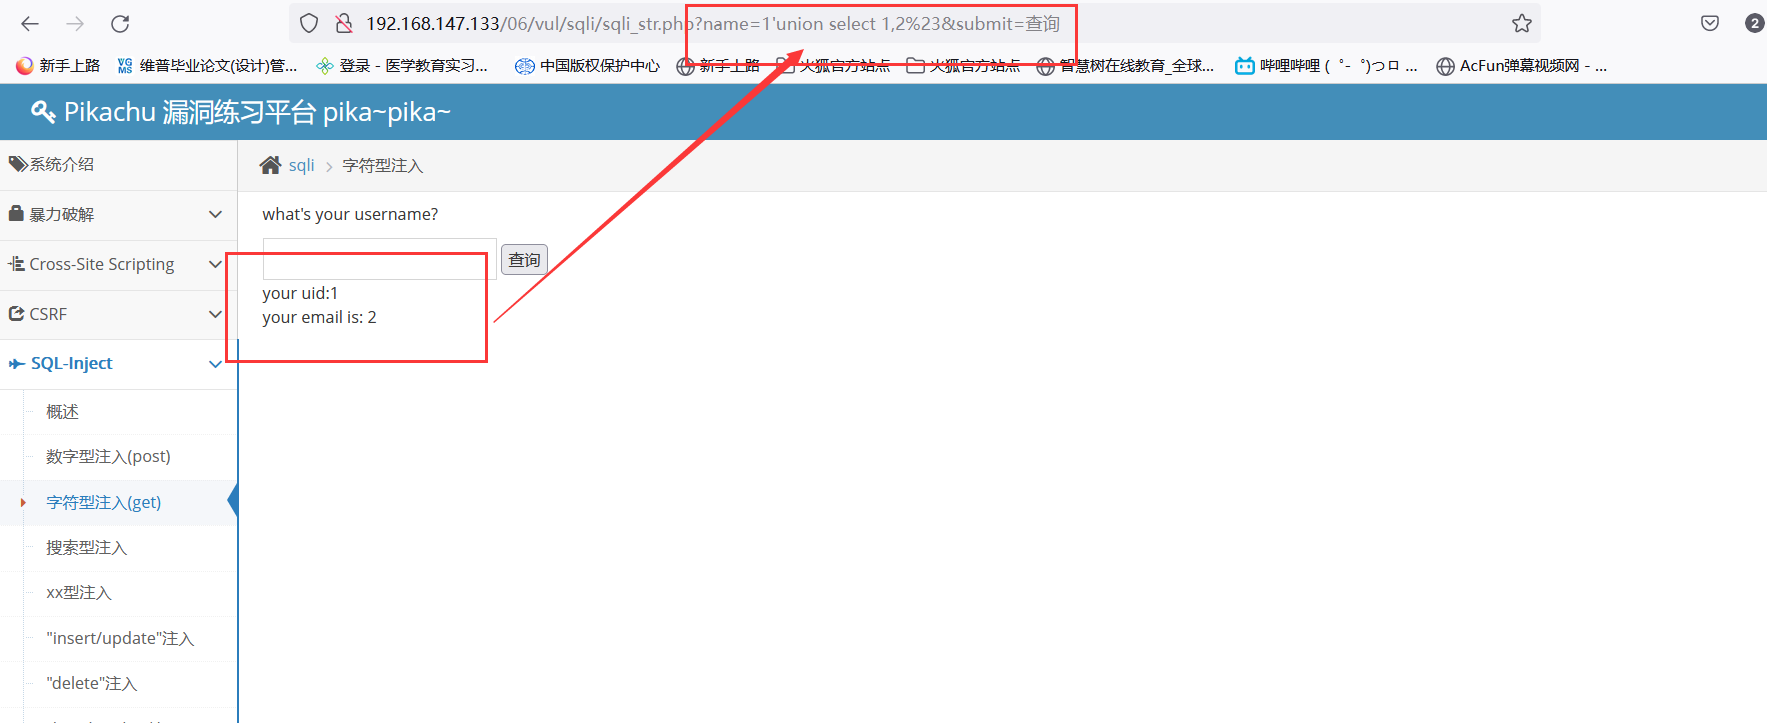 192.168.147.133/06/vul/sqli/sqli_str.php?name=1'union select 1,2%23&submit=查询
2
新手上路 维普毕业论文(设计)管... 登录 - 医学教育实习... 中国版权保护中心 新手上路 火狐官方站点 火狐官方站点 智慧树在线教育_全球... 哔哩哔哩 ( ゜- ゜)つロ ... AcFun弹幕视频网 - ...
Pikachu 漏洞练习平台 pika~pika~
系统介绍
暴力破解
Cross-Site Scripting
CSRF
SQL-Inject
概述
数字型注入(post)
字符型注入(get)
搜索型注入
xx型注入
"insert/update"注入
"delete"注入
sqli
字符型注入
what's your username?
查询
your uid:1
your email is: 2